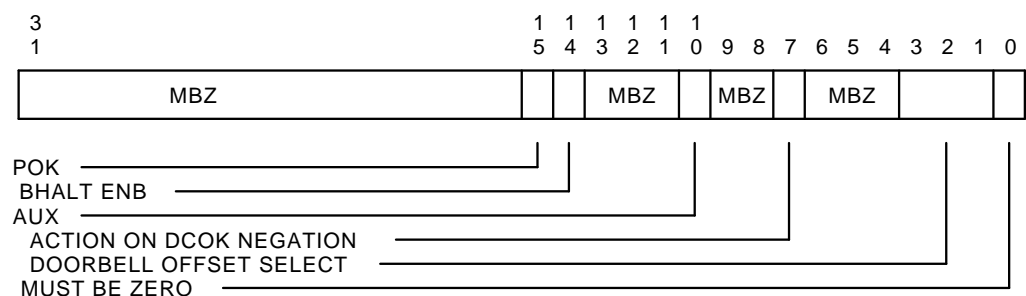 3 1 1 1 1 1 1
1 5 4 3 2 1 0 9 8 7 6 5 4 3 2 1 0
MBZ MBZ MBZ MBZ
POK
BHALT ENB
AUX
ACTION ON DCOK NEGATION
DOORBELL OFFSET SELECT
MUST BE ZERO